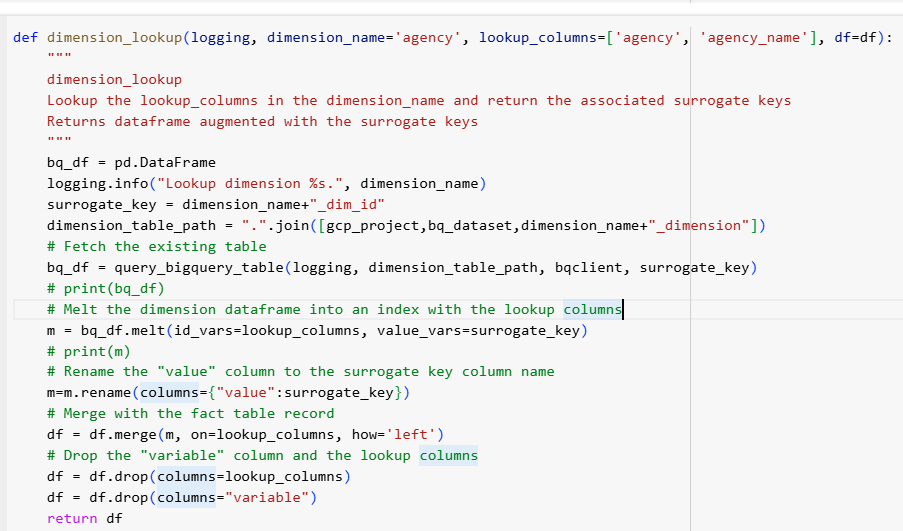 def dimension_lookup(logging, dimension_name='agency', lookup_columns=['agency', 'agency_name'], df=df):
    """
    dimension_lookup
    Lookup the lookup_columns in the dimension_name and return the associated surrogate keys
    Returns dataframe augmented with the surrogate keys
    """
    bq_df = pd.DataFrame
    logging.info("Lookup dimension %s.", dimension_name)
    surrogate_key = dimension_name+"_dim_id"
    dimension_table_path = ".".join([gcp_project,bq_dataset,dimension_name+"_dimension"])
    # Fetch the existing table
    bq_df = query_bigquery_table(logging, dimension_table_path, bqclient, surrogate_key)
    # print(bq_df)
    # Melt the dimension dataframe into an index with the lookup columns
    m = bq_df.melt(id_vars=lookup_columns, value_vars=surrogate_key)
    # print(m)
    # Rename the "value" column to the surrogate key column name
    m=m.rename(columns={"value":surrogate_key})
    # Merge with the fact table record
    df = df.merge(m, on=lookup_columns, how='left')
    # Drop the "variable" column and the lookup columns
    df = df.drop(columns=lookup_columns)
    df = df.drop(columns="variable")
    return df